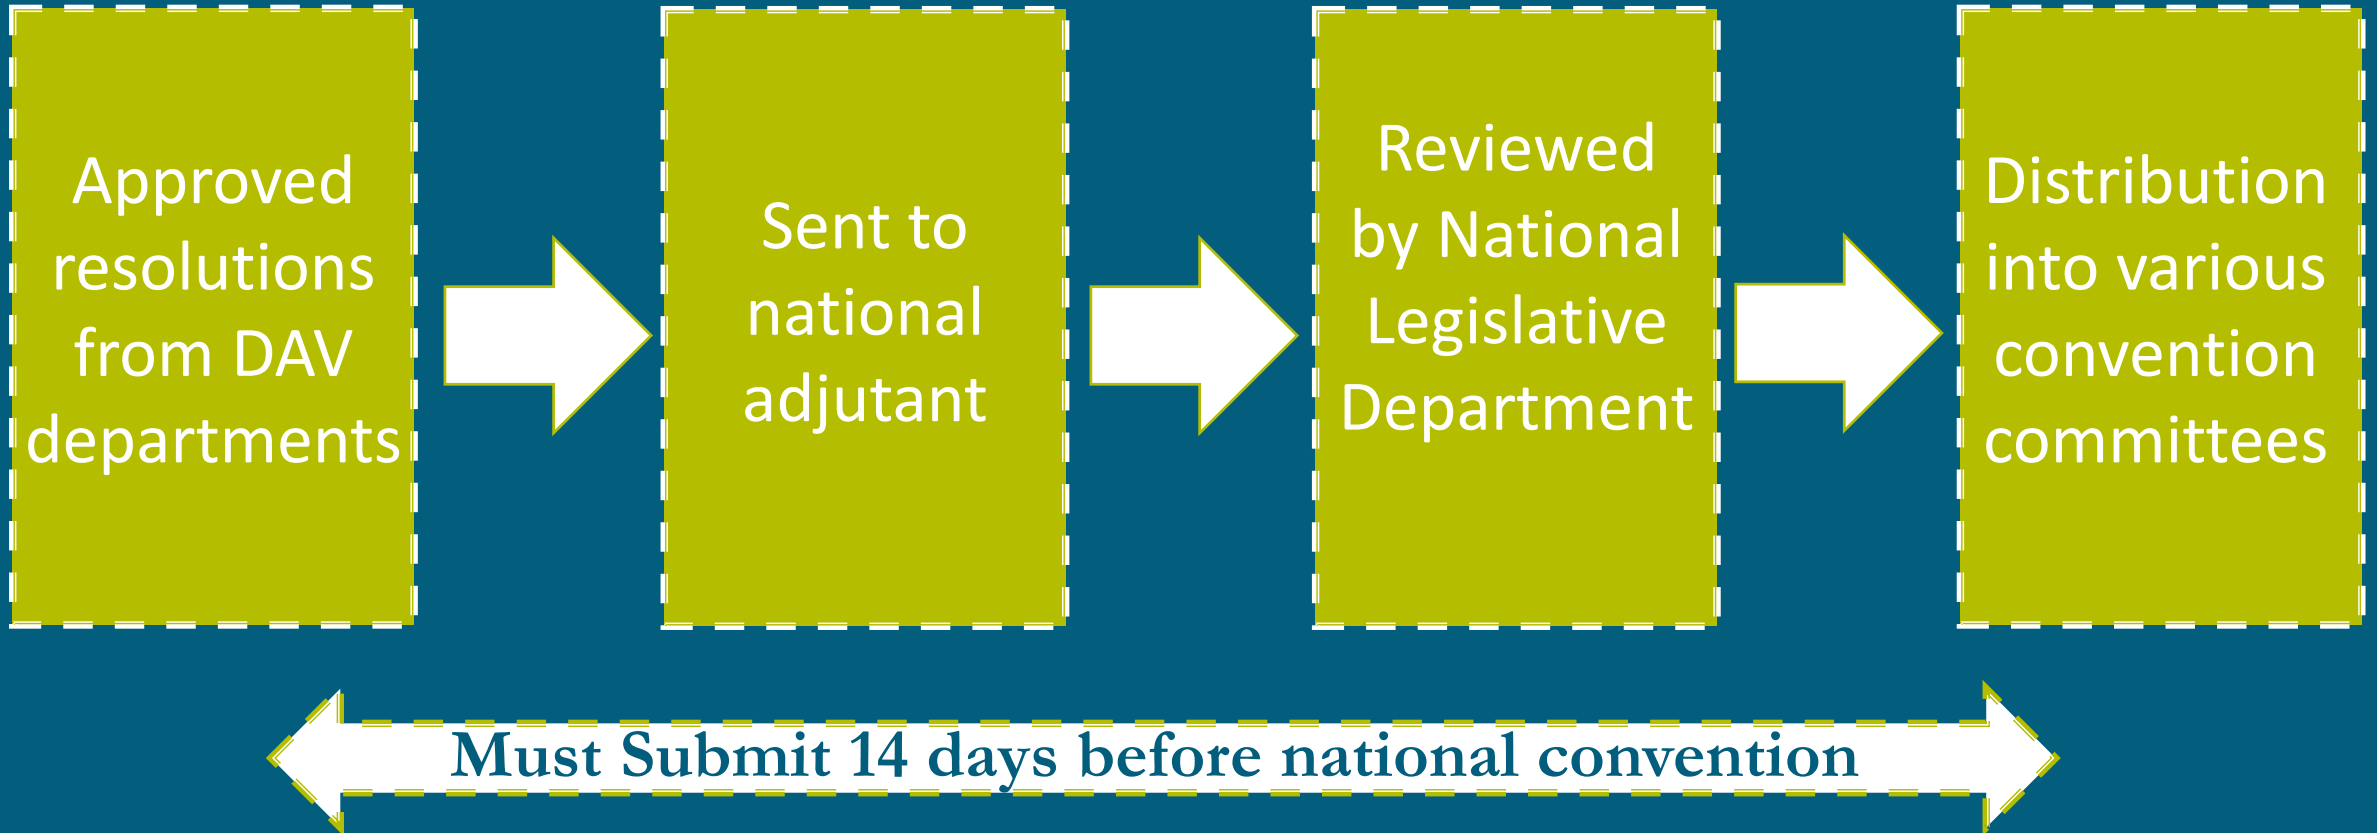 Approved
resolutions
from DAV
departments
Sent to
national
adjutant
Reviewed
by National
Legislative
Department
Distribution
into various
convention
committees
Must Submit 14 days before national convention